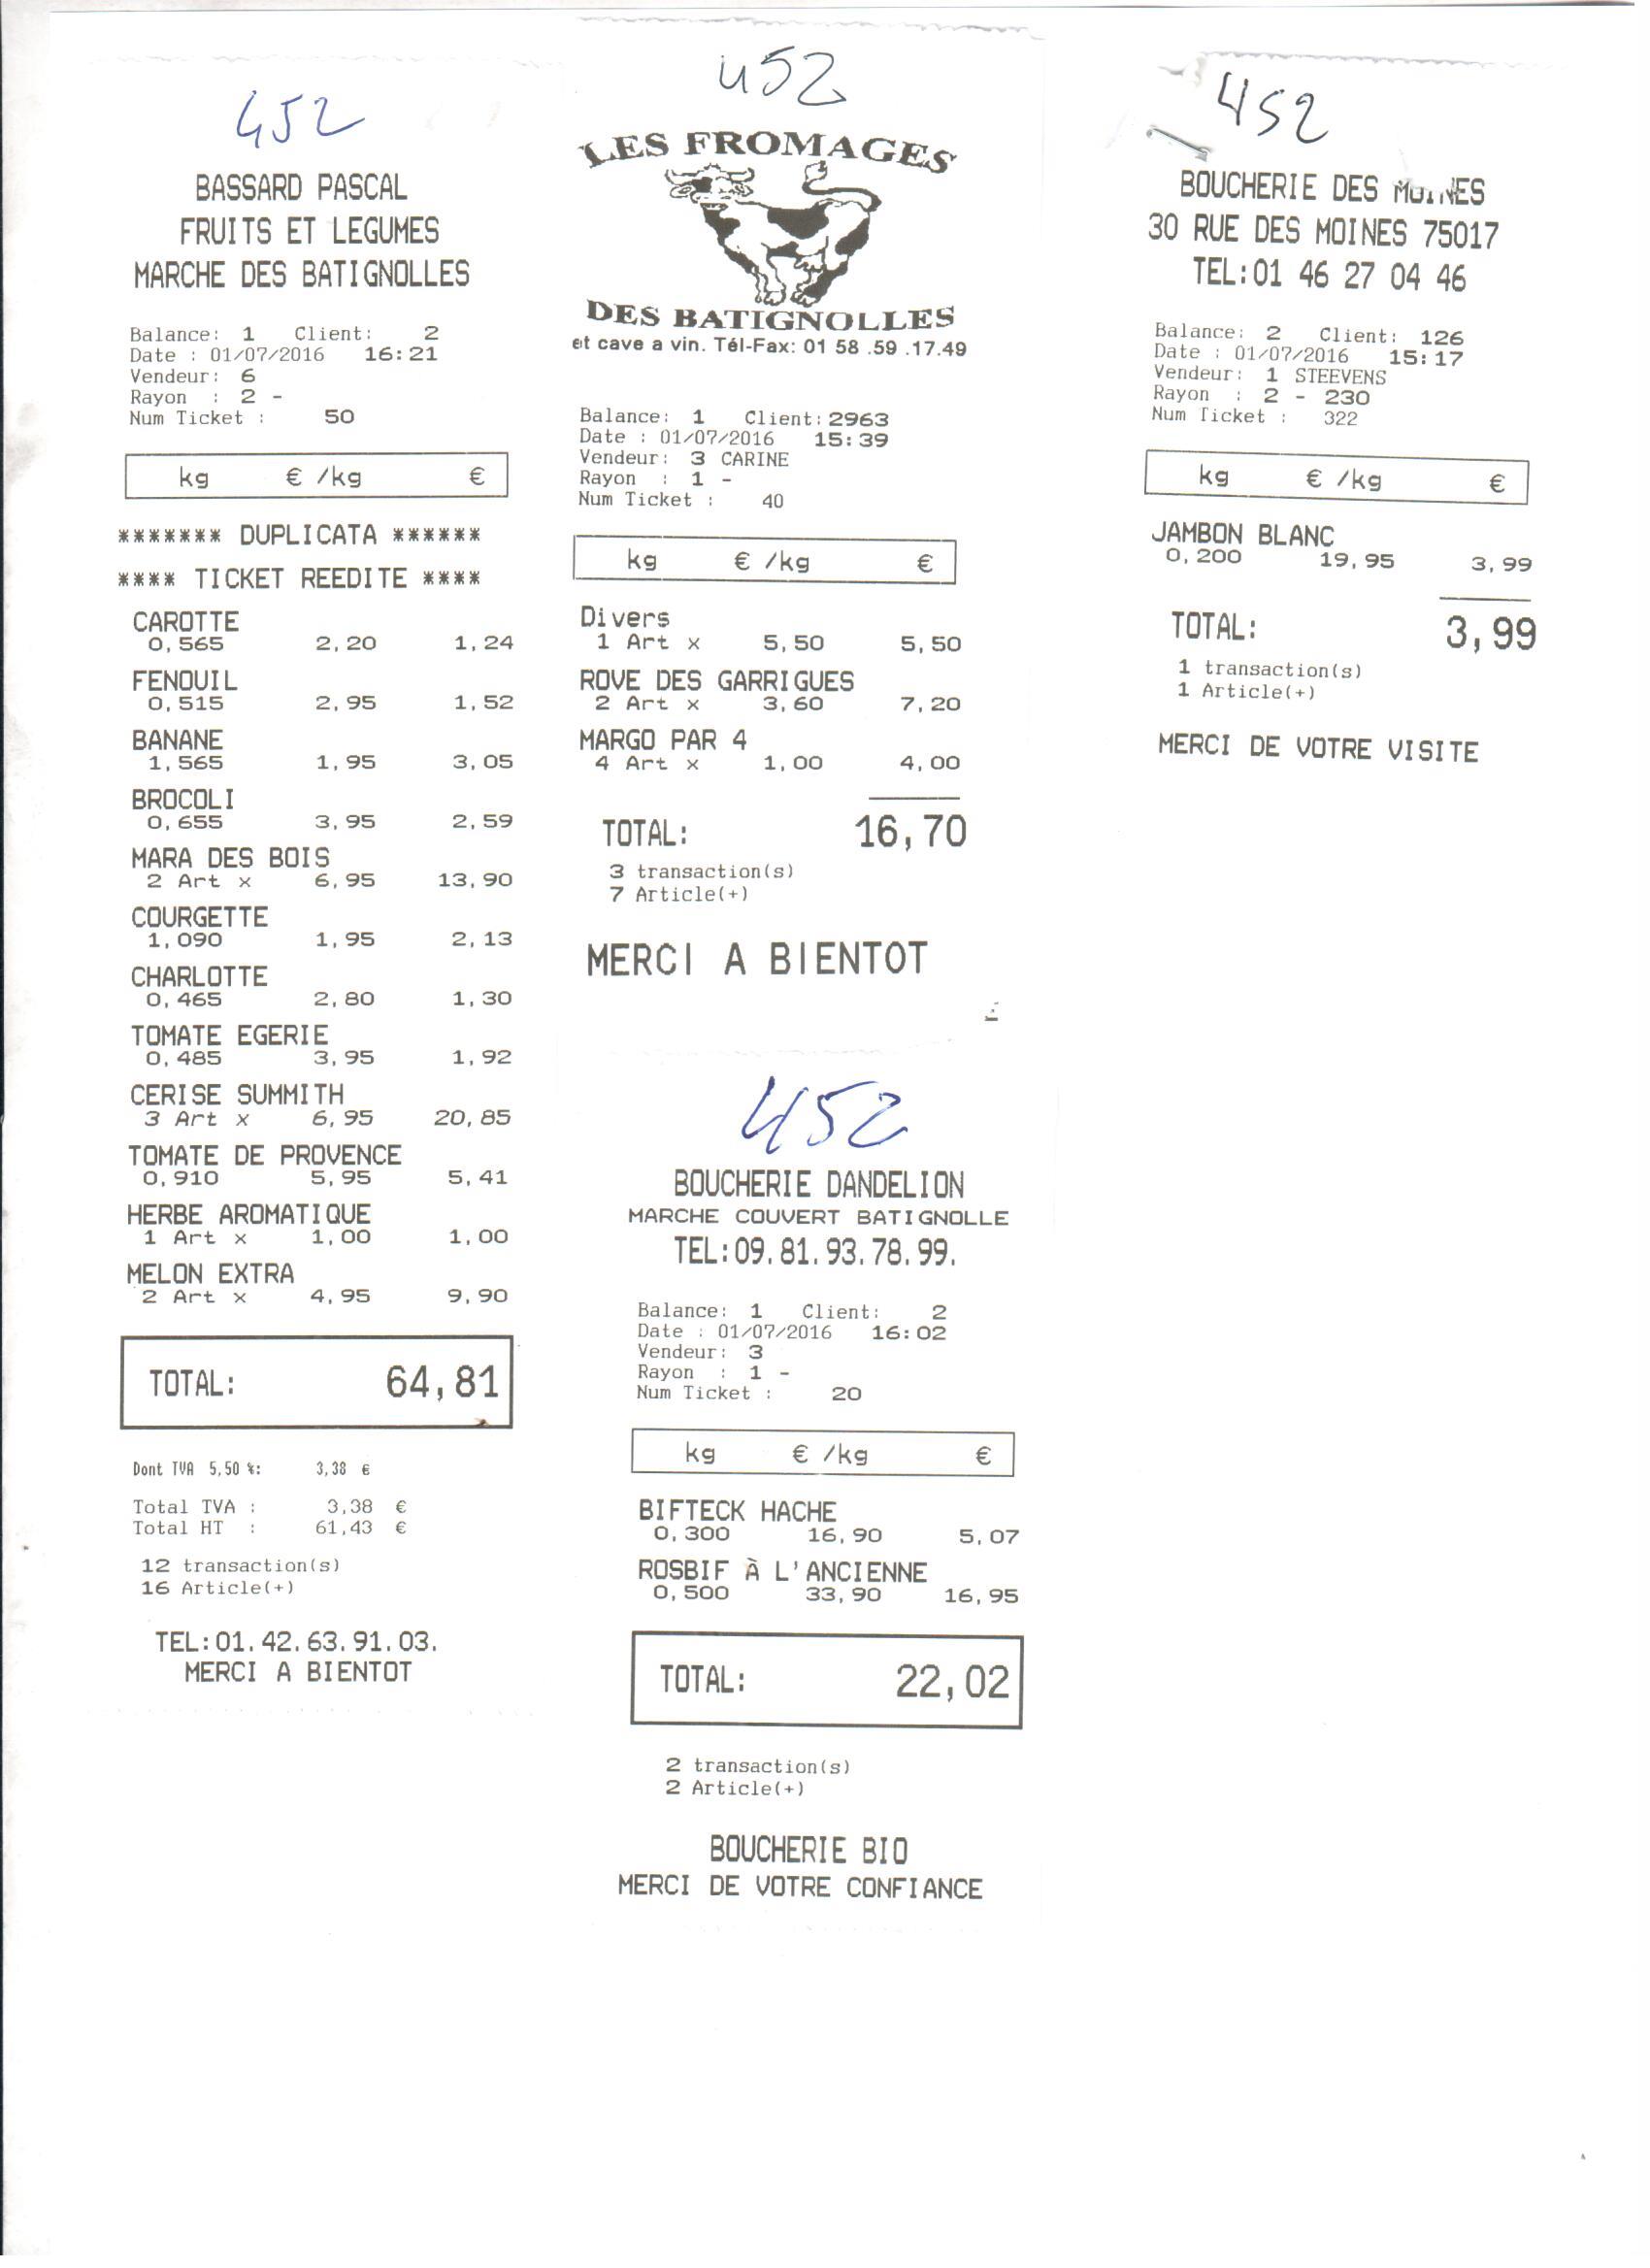 452
BASSARD PASCAL
FRUITS ET LEGUMES
MARCHE DES BATIGNOLLES
Balance: 1 Client: 2
Date : 01/07/2016 16:21
Vendeur: 6
Rayon : 2 -
Num Ticket : 50
kg € /kg €
******* DUPLICATA ******
**** TICKET REEDITE ****
CAROTTE
0,565 2,20 1,24
FENOUIL
0,515 2,95 1,52
BANANE
1,565 1,95 3,05
BROCOLI
0,655 3,95 2,59
MARA DES BOIS
2 Art x 6,95 13,90
COURGETTE
1,090 1,95 2,13
CHARLOTTE
0,465 2,80 1,30
TOMATE EGERIE
0,485 3,95 1,92
CERISE SUMMITH
3 Art x 6,95 20,85
TOMATE DE PROVENCE
0,910 5,95 5,41
HERBE AROMATIQUE
1 Art x 1,00 1,00
MELON EXTRA
2 Art x 4,95 9,90
TOTAL: 64,81
Dont TVA 5,50 %: 3,38 €
Total TVA : 3,38 €
Total HT : 61,43 €
12 transaction(s)
16 Article(+)
TEL:01.42.63.91.03.
MERCI A BIENTOT
452
LES FROMAGES
DES BATIGNOLLES
et cave a vin. Tél-Fax: 01 58 .59 .17.49
Balance: 1 Client:2963
Date : 01/07/2016 15:39
Vendeur: 3 CARINE
Rayon : 1 -
Num Ticket : 40
kg € /kg €
Divers
1 Art x 5,50 5,50
ROVE DES GARRIGUES
2 Art x 3,60 7,20
MARGO PAR 4
4 Art x 1,00 4,00
TOTAL: 16,70
3 transaction(s)
7 Article(+)
MERCI A BIENTOT
452
BOUCHERIE DANDELION
MARCHE COUVERT BATIGNOLLE
TEL:09.81.93.78.99.
Balance: 1 Client: 2
Date : 01/07/2016 16:02
Vendeur: 3
Rayon : 1 -
Num Ticket : 20
kg € /kg €
BIFTECK HACHE
0,300 16,90 5,07
ROSBIF À L'ANCIENNE
0,500 33,90 16,95
TOTAL: 22,02
2 transaction(s)
2 Article(+)
BOUCHERIE BIO
MERCI DE VOTRE CONFIANCE
452
BOUCHERIE DES MOINES
30 RUE DES MOINES 75017
TEL:01 46 27 04 46
Balance: 2 Client: 126
Date : 01/07/2016 15:17
Vendeur: 1 STEEVENS
Rayon : 2 - 230
Num Ticket : 322
kg € /kg €
JAMBON BLANC
0,200 19,95 3,99
TOTAL: 3,99
1 transaction(s)
1 Article(+)
MERCI DE VOTRE VISITE